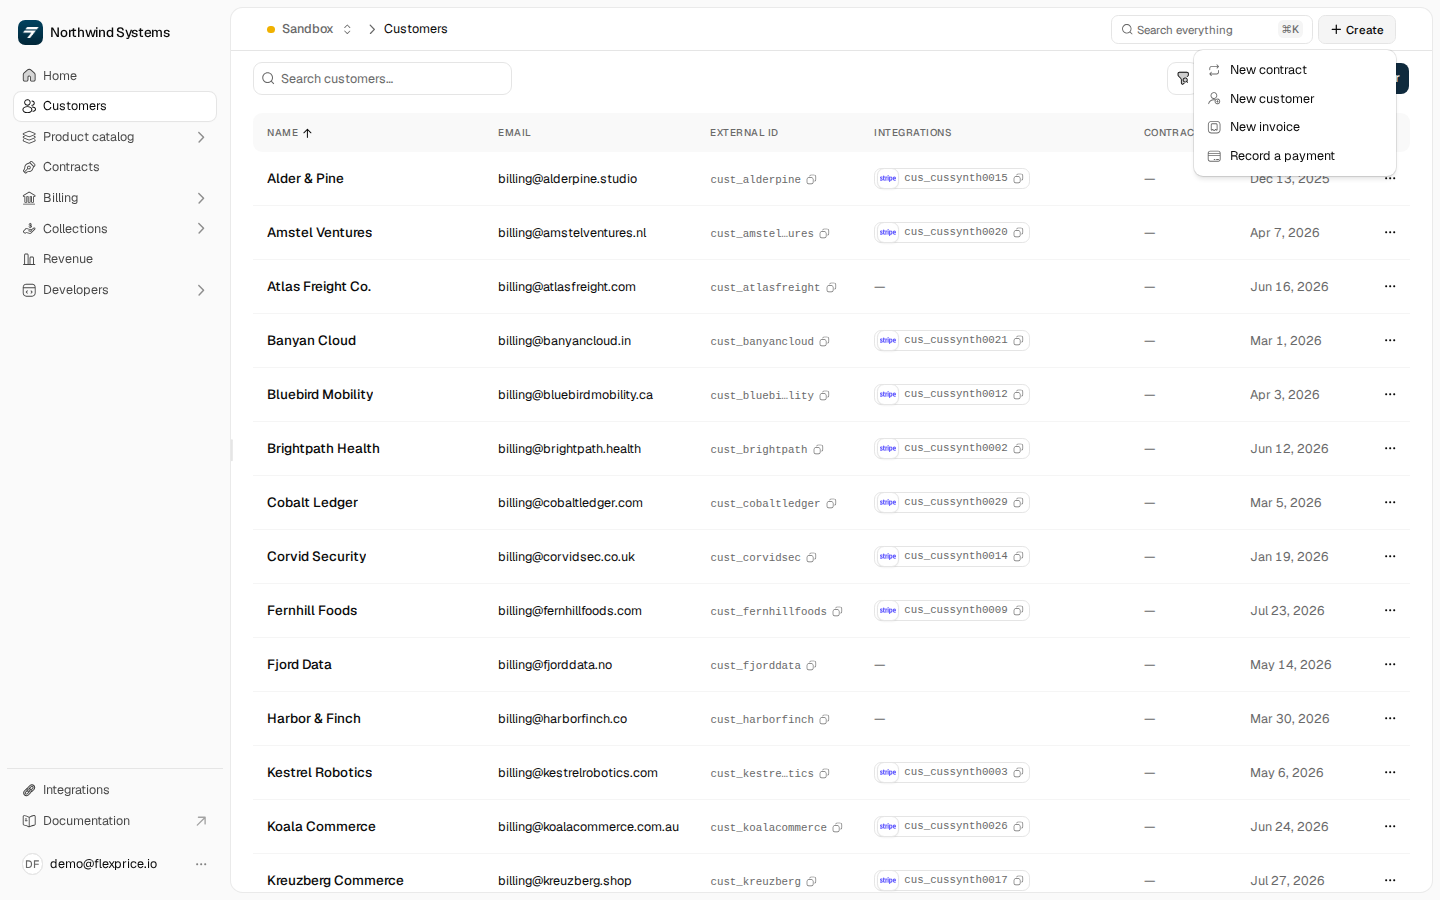 Northwind Systems
Home
Customers
Product catalog
Contracts
Billing
Collections
Revenue
Developers
Integrations
Documentation
DF demo@flexprice.io
Sandbox Customers
Search everything ⌘K
Create
New contract
New customer
New invoice
Record a payment
Search customers...
NAME EMAIL EXTERNAL ID INTEGRATIONS
Alder & Pine billing@alderpine.studio cust_alderpine stripe cus_cussynth0015 — Dec 13, 2025
Amstel Ventures billing@amstelventures.nl cust_amstel…ures stripe cus_cussynth0020 — Apr 7, 2026
Atlas Freight Co. billing@atlasfreight.com cust_atlasfreight — — Jun 16, 2026
Banyan Cloud billing@banyancloud.in cust_banyancloud stripe cus_cussynth0021 — Mar 1, 2026
Bluebird Mobility billing@bluebirdmobility.ca cust_bluebi…lity stripe cus_cussynth0012 — Apr 3, 2026
Brightpath Health billing@brightpath.health cust_brightpath stripe cus_cussynth0002 — Jun 12, 2026
Cobalt Ledger billing@cobaltledger.com cust_cobaltledger stripe cus_cussynth0029 — Mar 5, 2026
Corvid Security billing@corvidsec.co.uk cust_corvidsec stripe cus_cussynth0014 — Jan 19, 2026
Fernhill Foods billing@fernhillfoods.com cust_fernhillfoods stripe cus_cussynth0009 — Jul 23, 2026
Fjord Data billing@fjorddata.no cust_fjorddata — — May 14, 2026
Harbor & Finch billing@harborfinch.co cust_harborfinch — — Mar 30, 2026
Kestrel Robotics billing@kestrelrobotics.com cust_kestre…tics stripe cus_cussynth0003 — May 6, 2026
Koala Commerce billing@koalacommerce.com.au cust_koalacommerce stripe cus_cussynth0026 — Jun 24, 2026
Kreuzberg Commerce billing@kreuzberg.shop cust_kreuzberg stripe cus_cussynth0017 — Jul 27, 2026